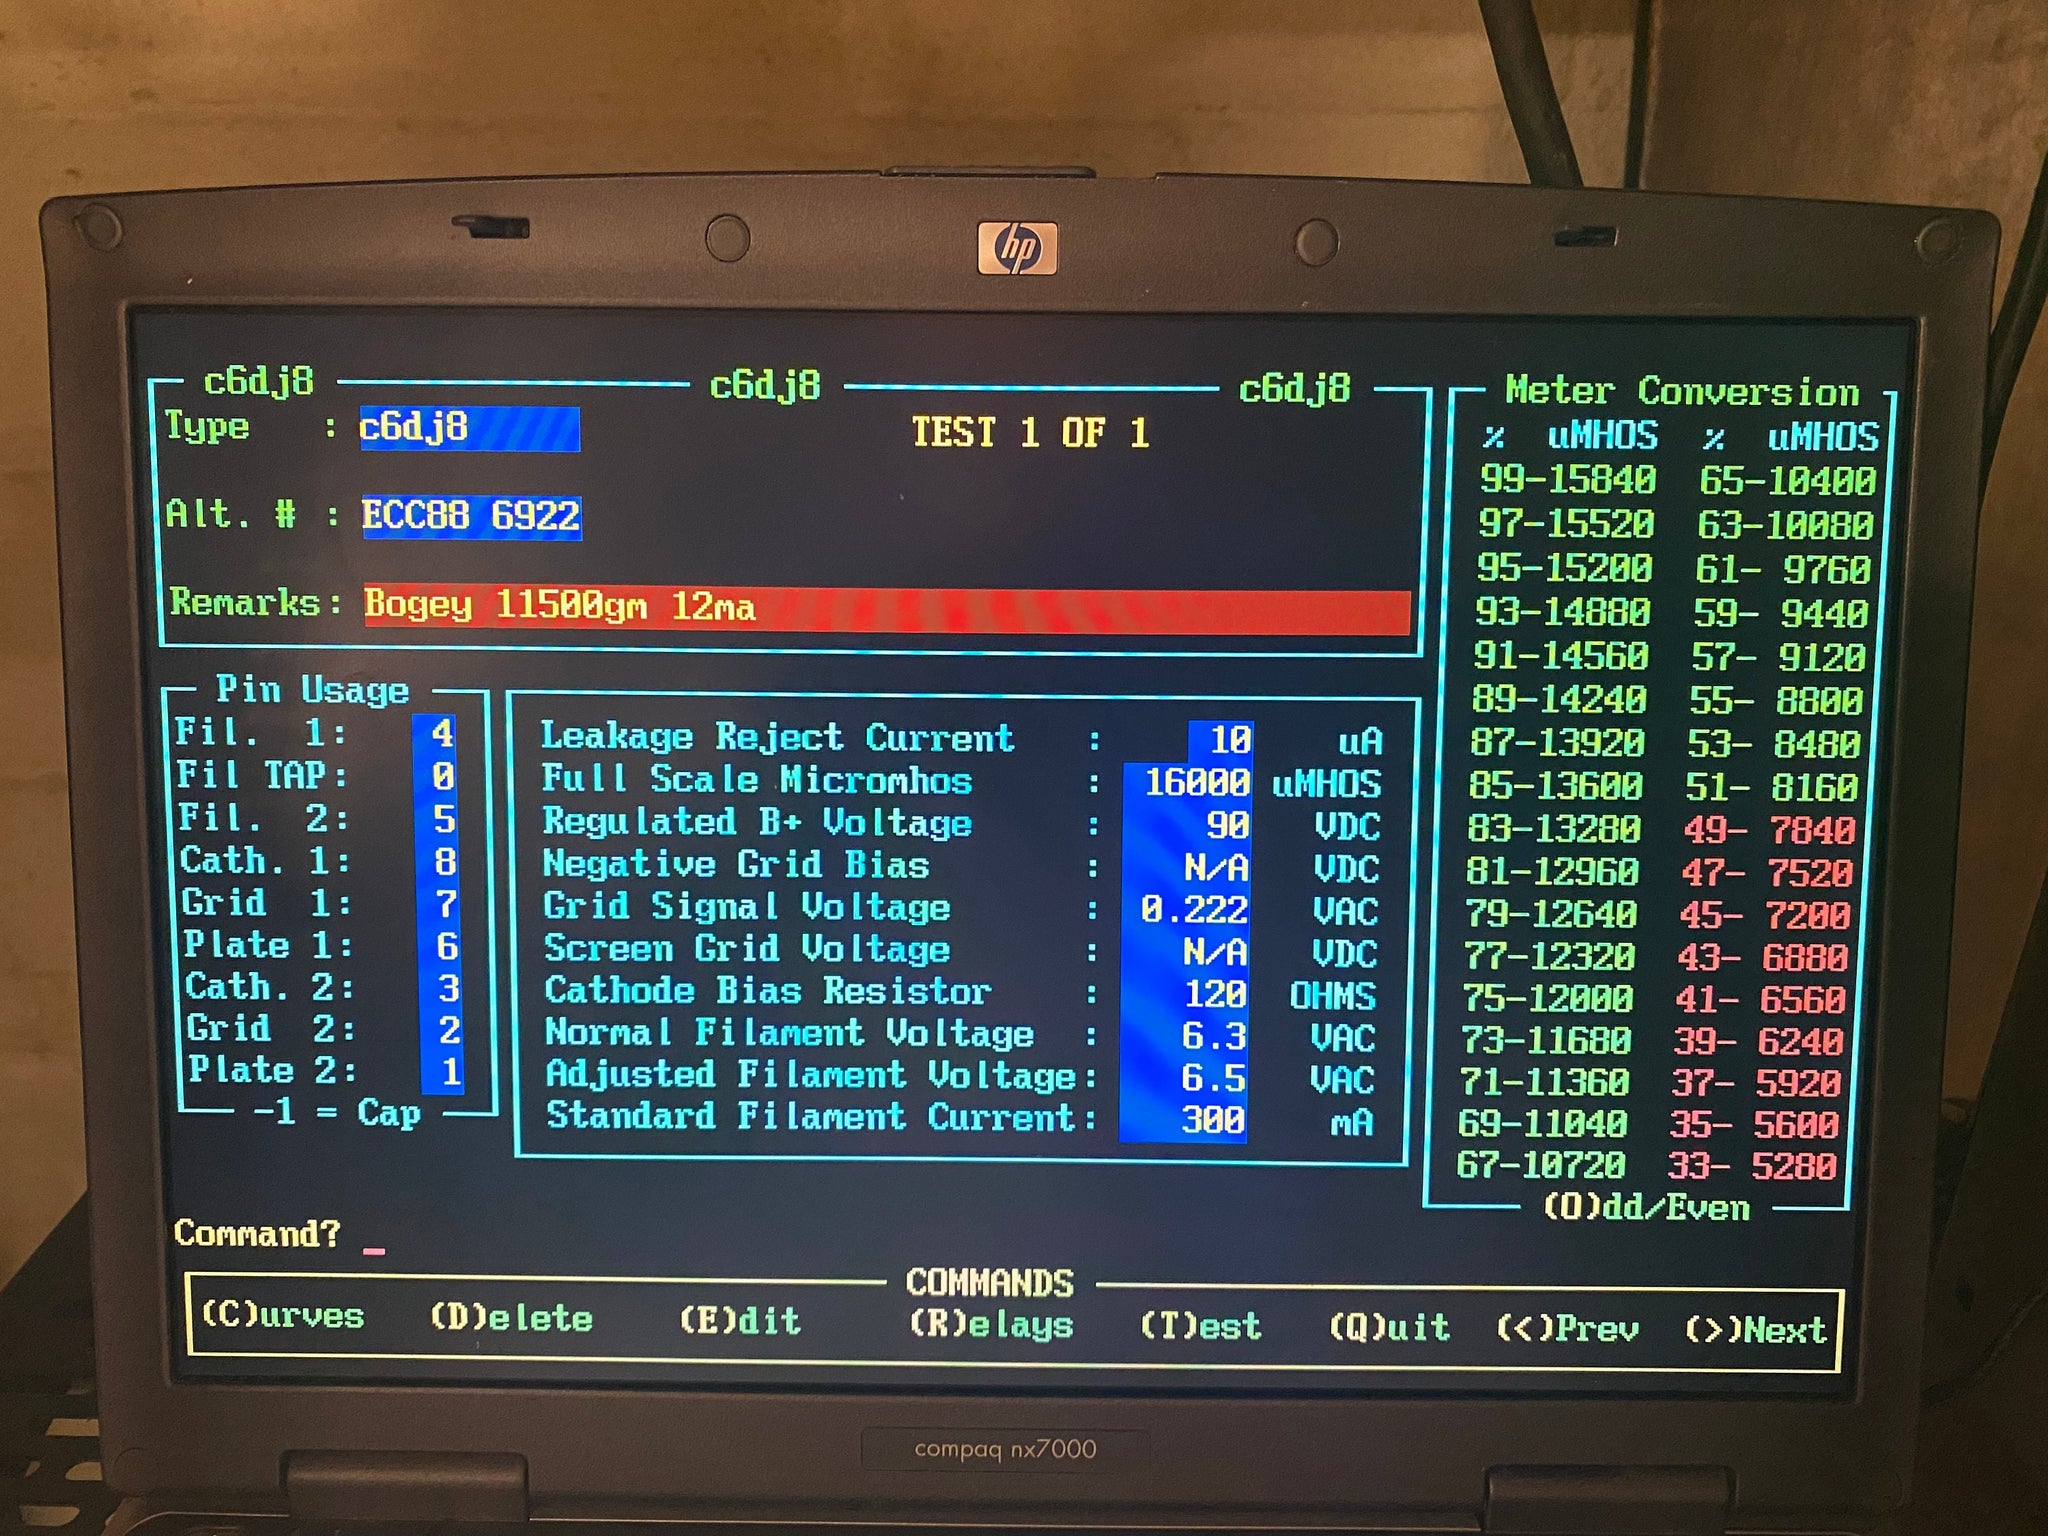 hp
c6dj8 c6dj8 c6dj8
Type : c6dj8 TEST 1 OF 1
Alt. # : ECC88 6922
Remarks: Bogey 11500gm 12ma
Pin Usage
Fil. 1: 4
Fil TAP: 0
Fil. 2: 5
Cath. 1: 8
Grid 1: 7
Plate 1: 6
Cath. 2: 3
Grid 2: 2
Plate 2: 1
-1 = Cap
Leakage Reject Current : 10 uA
Full Scale Micromhos : 16000 uMHOS
Regulated B+ Voltage : 90 VDC
Negative Grid Bias : N/A VDC
Grid Signal Voltage : 0.222 VAC
Screen Grid Voltage : N/A VDC
Cathode Bias Resistor : 120 OHMS
Normal Filament Voltage : 6.3 VAC
Adjusted Filament Voltage: 6.5 VAC
Standard Filament Current: 300 mA
Meter Conversion
% uMHOS % uMHOS
99-15840 65-10400
97-15520 63-10080
95-15200 61- 9760
93-14880 59- 9440
91-14560 57- 9120
89-14240 55- 8800
87-13920 53- 8480
85-13600 51- 8160
83-13280 49- 7840
81-12960 47- 7520
79-12640 45- 7200
77-12320 43- 6880
75-12000 41- 6560
73-11680 39- 6240
71-11360 37- 5920
69-11040 35- 5600
67-10720 33- 5280
(O)dd/Even
Command? _
COMMANDS
(C)urves (D)elete (E)dit (R)elays (T)est (Q)uit (<)Prev (>)Next
compaq nx7000